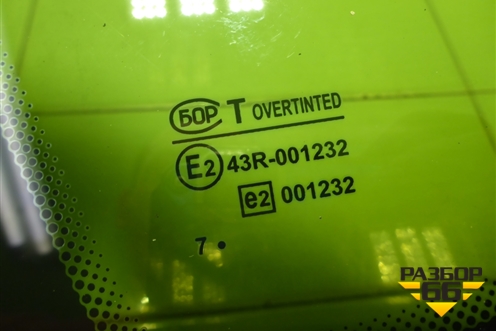 БОР T OVERTINTED
E2 43R-001232
e2 001232
7 •
РАЗБОР
66